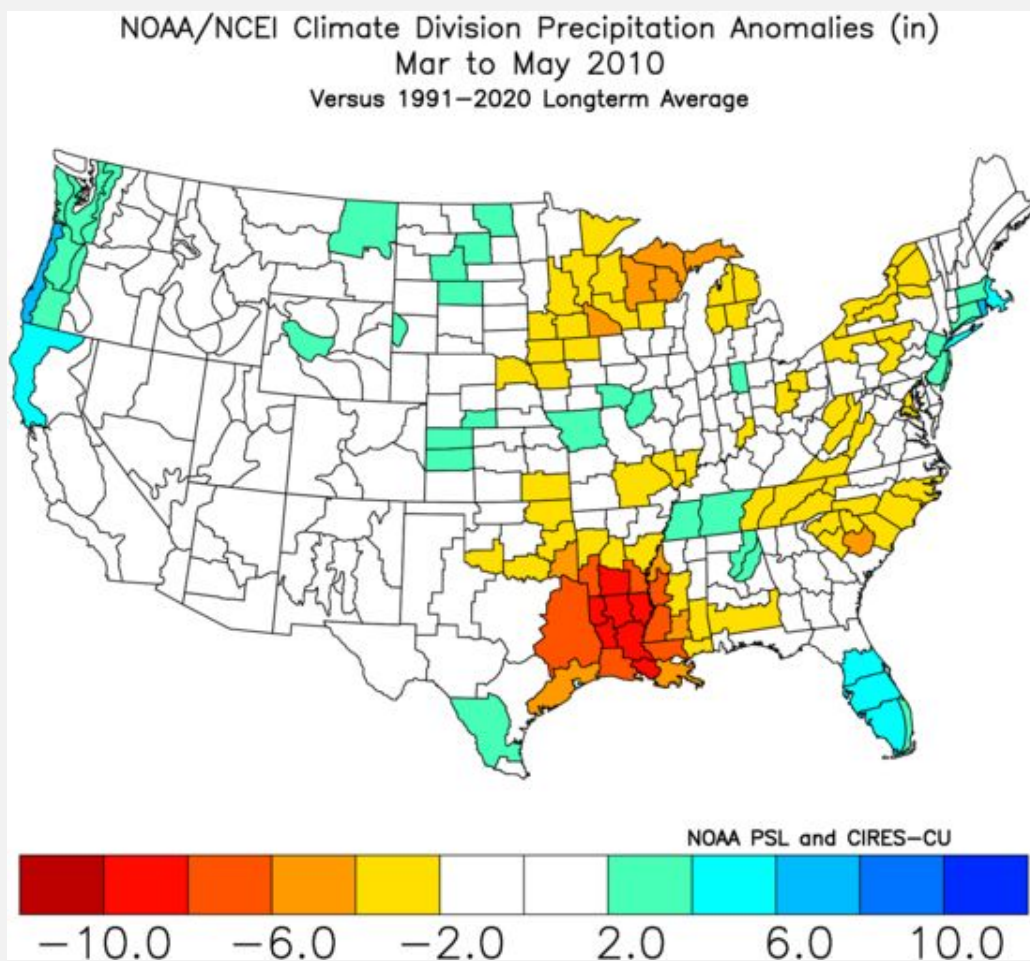 NOAA/NCEI Climate Division Precipitation Anomalies (in)
Mar to May 2010
Versus 1991–2020 Longterm Average
NOAA PSL and CIRES–CU
−10.0 −6.0 −2.0 2.0 6.0 10.0